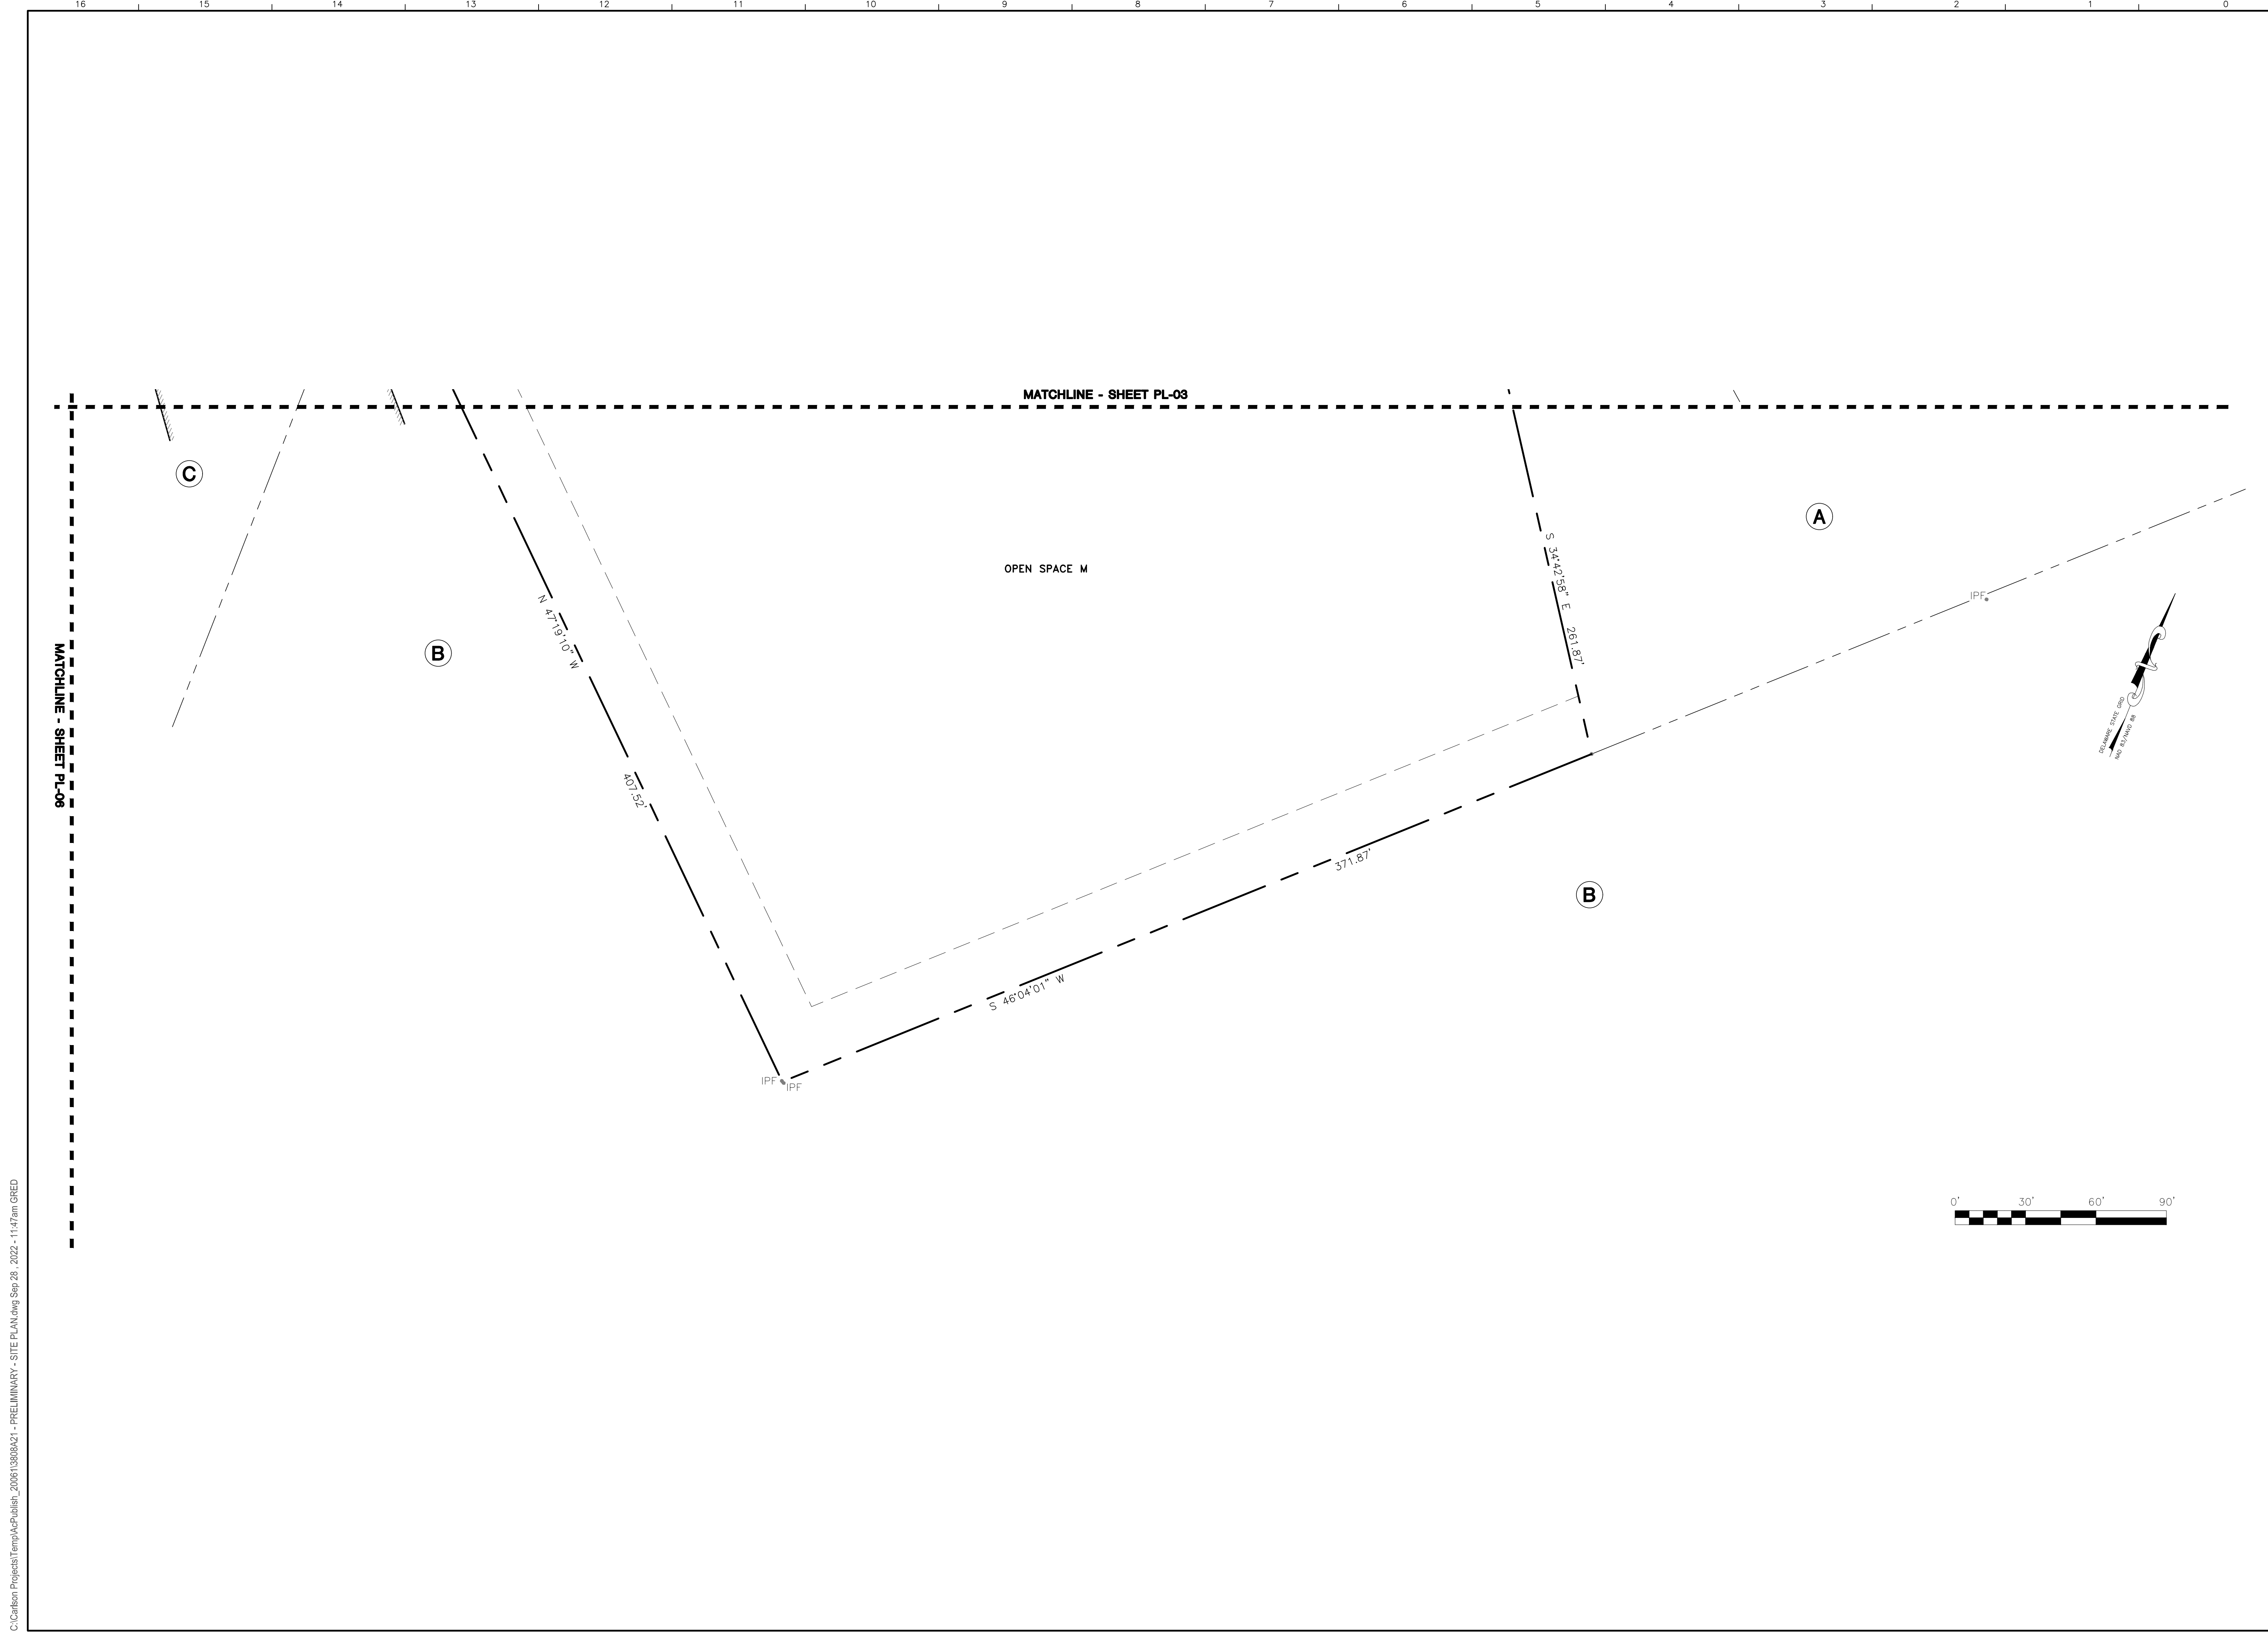 16 15 14 13 12 11 10 9 8 7 6 5 4 3 2 1 0
MATCHLINE - SHEET PL-03
C
A
S 34°42'58" E 261.87'
OPEN SPACE M
N 47°19'10" W
407.52'
IPF
B
MATCHLINE - SHEET PL-06
DELAWARE STATE GRID
NAD 83/NAVD 88
371.87'
B
S 46°04'01" W
IPF
IPF
0' 30' 60' 90'
C:\Carlson Projects\Temp\AcPublish_20061\3808A21 - PRELIMINARY - SITE PLAN.dwg Sep 28, 2022 - 11:47am GRED